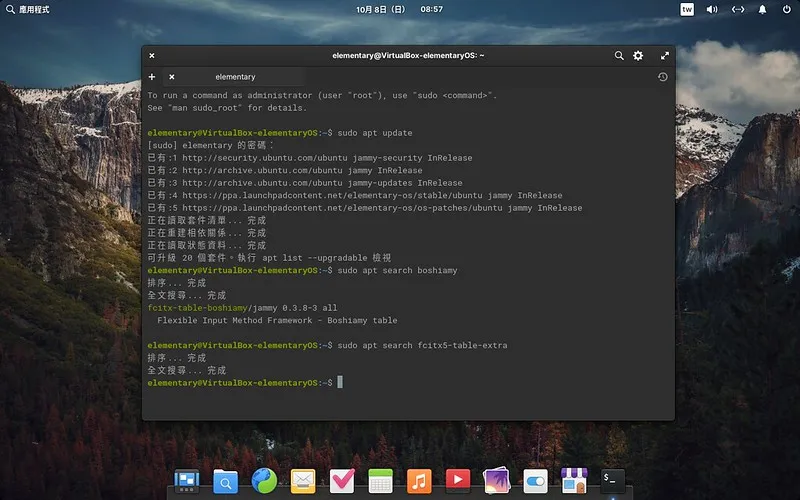 應用程式
10月 8日 (日) 08:57
tw
elementary@VirtualBox-elementaryOS: ~
elementary
To run a command as administrator (user "root"), use "sudo <command>".
See "man sudo_root" for details.
elementary@VirtualBox-elementaryOS:~$ sudo apt update
[sudo] elementary 的密碼：
已有:1 http://security.ubuntu.com/ubuntu jammy-security InRelease
已有:2 http://archive.ubuntu.com/ubuntu jammy InRelease
已有:3 http://archive.ubuntu.com/ubuntu jammy-updates InRelease
已有:4 https://ppa.launchpadcontent.net/elementary-os/stable/ubuntu jammy InRelease
已有:5 https://ppa.launchpadcontent.net/elementary-os/os-patches/ubuntu jammy InRelease
正在讀取套件清單... 完成
正在重建相依關係... 完成
正在讀取狀態資料... 完成
可升級 20 個套件。執行 apt list --upgradable 檢視
elementary@VirtualBox-elementaryOS:~$ sudo apt search boshiamy
排序... 完成
全文搜尋... 完成
fcitx-table-boshiamy/jammy 0.3.8-3 all
Flexible Input Method Framework - Boshiamy table
elementary@VirtualBox-elementaryOS:~$ sudo apt search fcitx5-table-extra
排序... 完成
全文搜尋... 完成
elementary@VirtualBox-elementaryOS:~$
>_